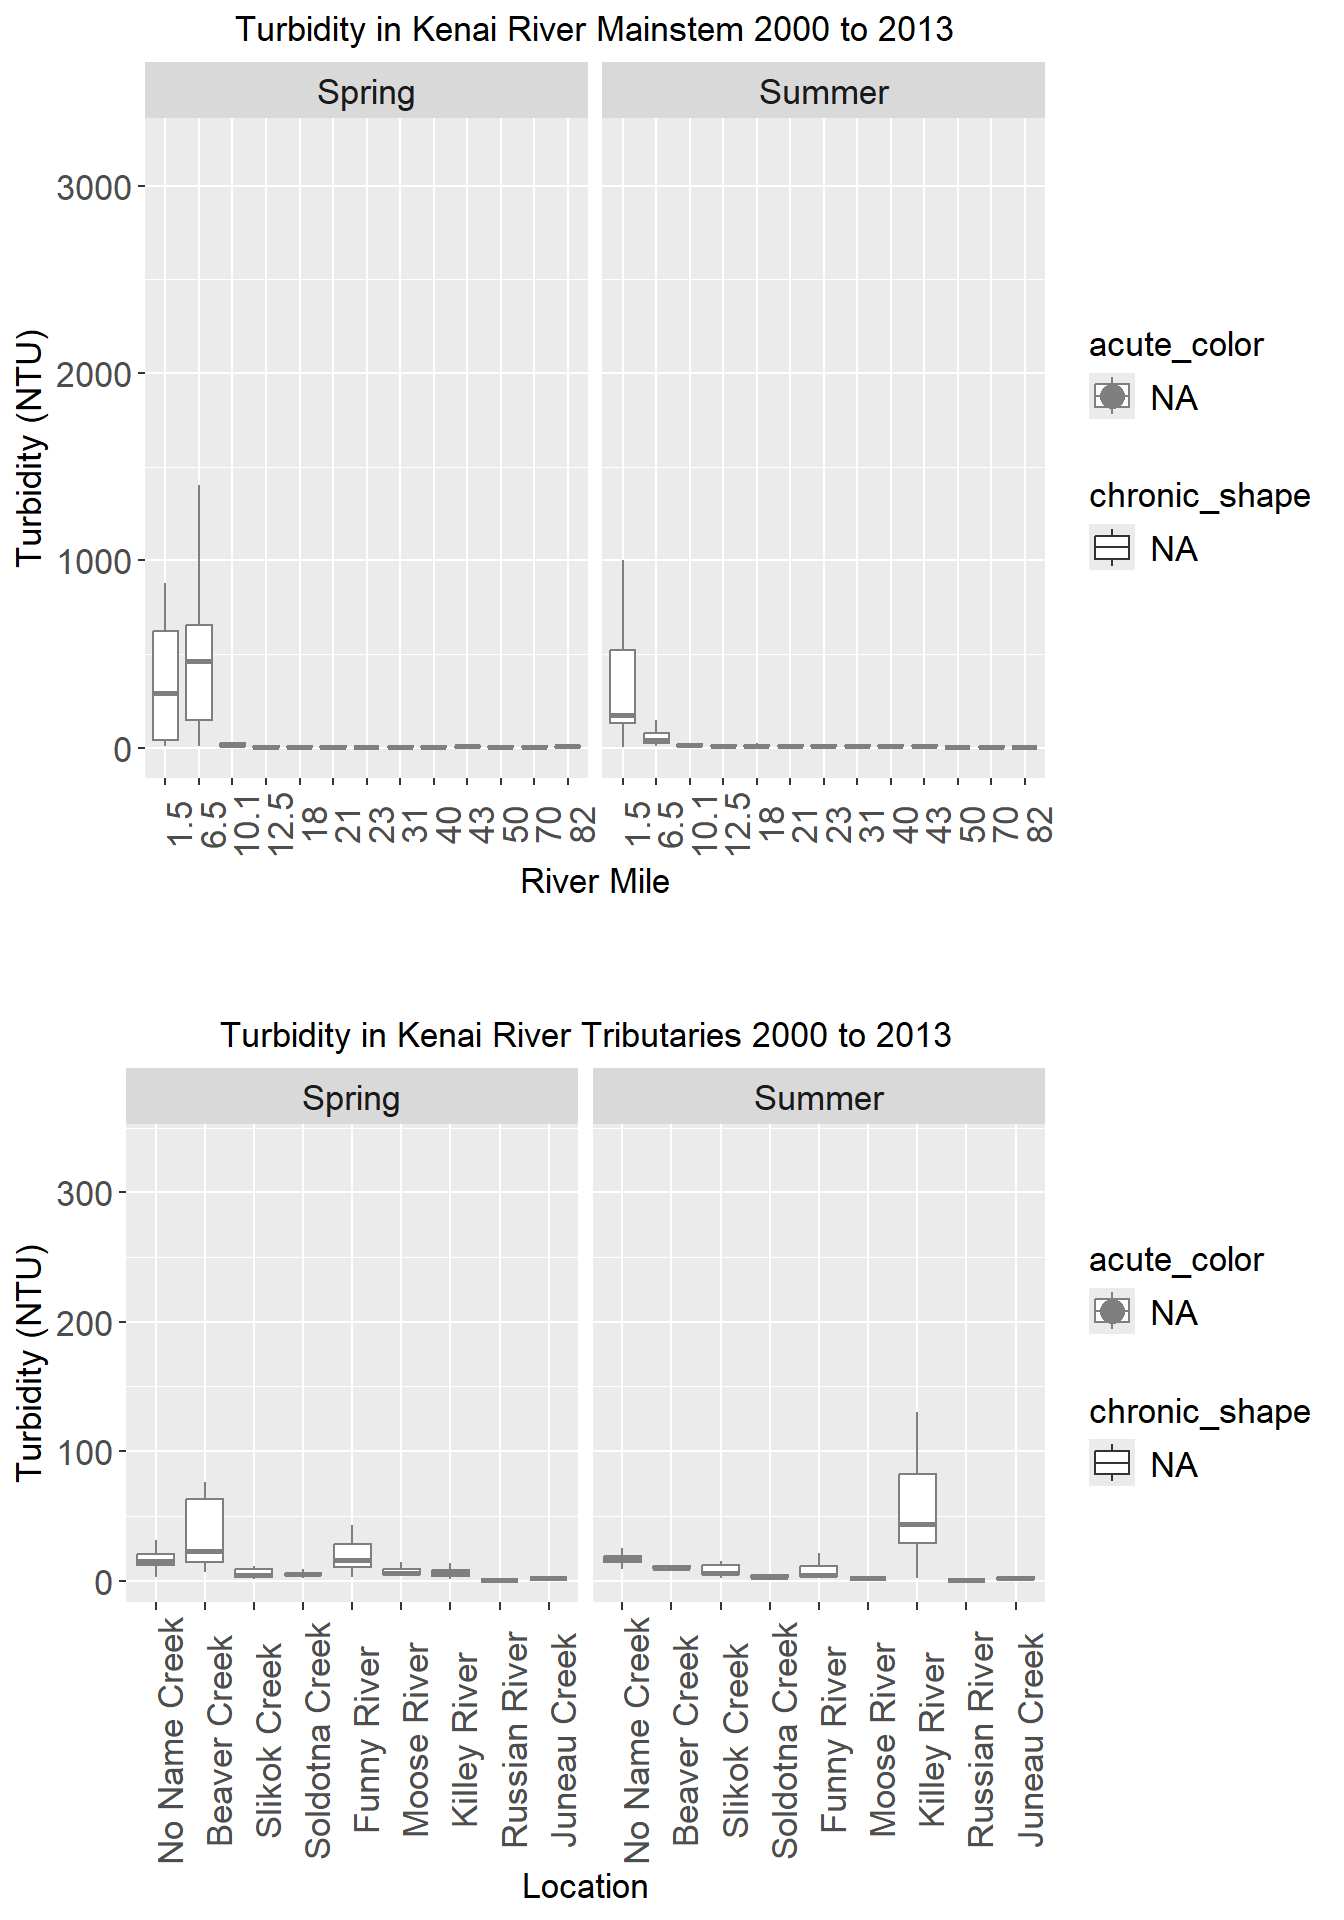 Turbidity in Kenai River Mainstem 2000 to 2013
Spring
Summer
Turbidity (NTU)
3000
2000
1000
0
1.5
6.5
10.1
12.5
18
21
23
31
40
43
50
70
82
1.5
6.5
10.1
12.5
18
21
23
31
40
43
50
70
82
River Mile
acute_color
NA
chronic_shape
NA
Turbidity in Kenai River Tributaries 2000 to 2013
Spring
Summer
Turbidity (NTU)
300
200
100
0
No Name Creek
Beaver Creek
Slikok Creek
Soldotna Creek
Funny River
Moose River
Killey River
Russian River
Juneau Creek
No Name Creek
Beaver Creek
Slikok Creek
Soldotna Creek
Funny River
Moose River
Killey River
Russian River
Juneau Creek
Location
acute_color
NA
chronic_shape
NA